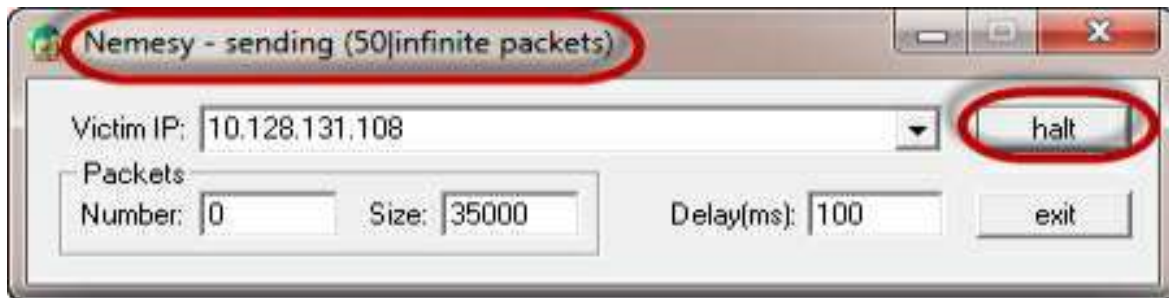 Nemesy - sending (50|infinite packets)
Victim IP: 10.128.131.108 halt
Packets
Number: 0 Size: 35000 Delay(ms): 100 exit